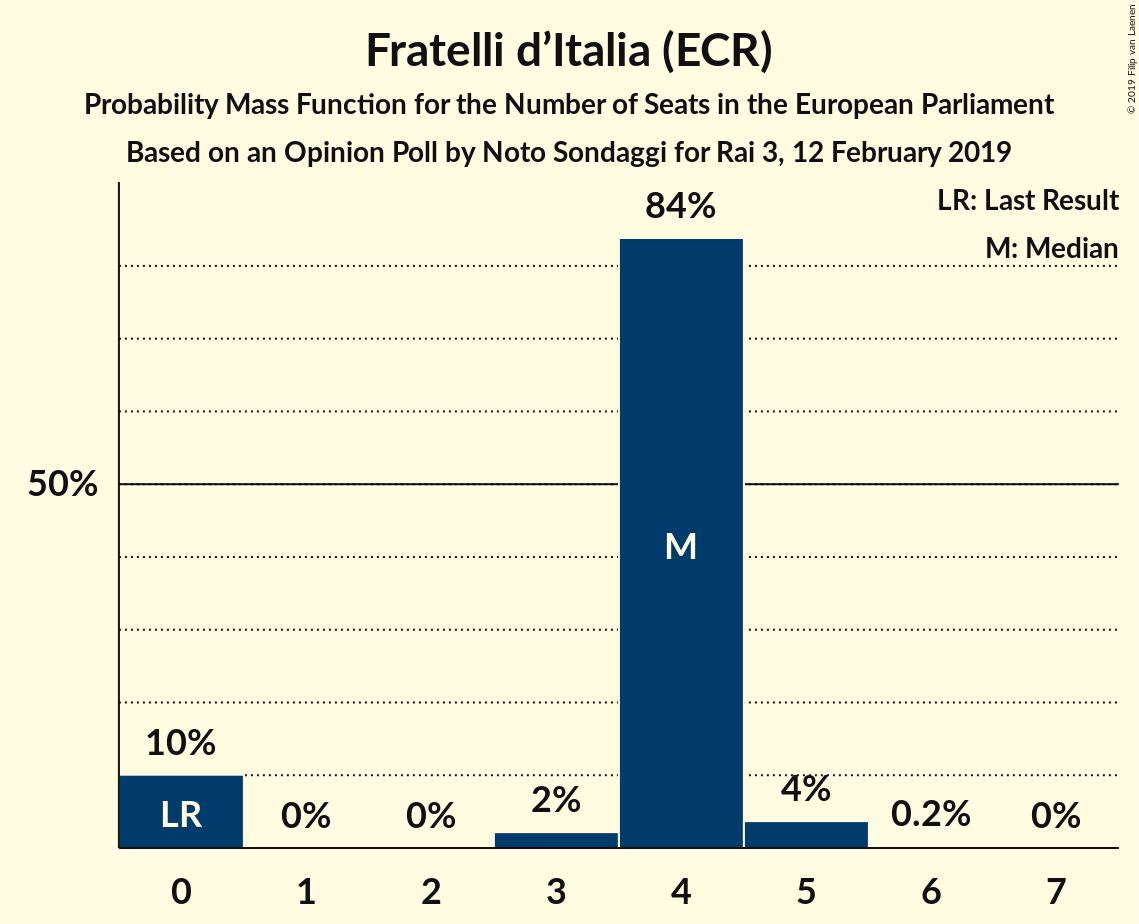 Fratelli d’Italia (ECR)
Probability Mass Function for the Number of Seats in the European Parliament
Based on an Opinion Poll by Noto Sondaggi for Rai 3, 12 February 2019
© 2019 Filip van Laenen
LR: Last Result
M: Median
84%
50%
M
10%
LR
0%
0%
2%
4%
0.2%
0%
0 1 2 3 4 5 6 7